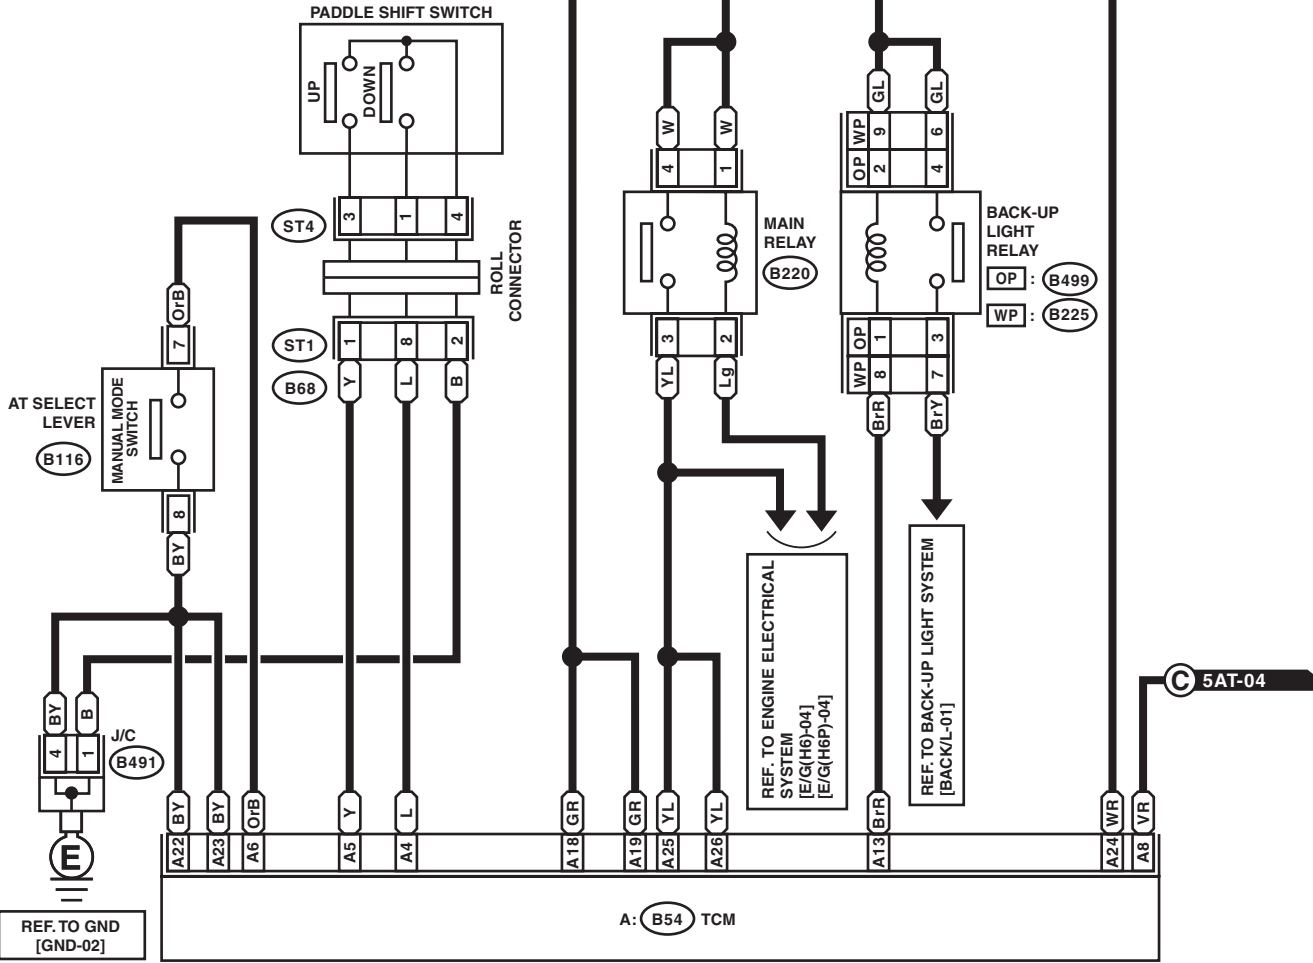 PADDLE SHIFT SWITCH
UP
DOWN
3
1
4
ST4
ROLL
CONNECTOR
ST1
1
8
2
B68
Y
L
B
OrB
7
AT SELECT
LEVER
B116
MANUAL MODE
SWITCH
8
BY
W
W
4
1
MAIN
RELAY
B220
3
2
YL
Lg
GL
GL
WP
9
6
OP
2
4
BACK-UP
LIGHT
RELAY
OP : B499
WP : B225
OP
1
3
WP
8
7
BrR
BrY
REF. TO ENGINE ELECTRICAL
SYSTEM
[E/G(H6)-04]
[E/G(H6P)-04]
REF. TO BACK-UP LIGHT SYSTEM
[BACK/L-01]
C 5AT-04
BY
B
4
1
J/C
B491
E
REF. TO GND
[GND-02]
BY
BY
OrB
Y
L
GR
GR
YL
YL
BrR
WR
VR
A22
A23
A6
A5
A4
A18
A19
A25
A26
A13
A24
A8
A: B54 TCM